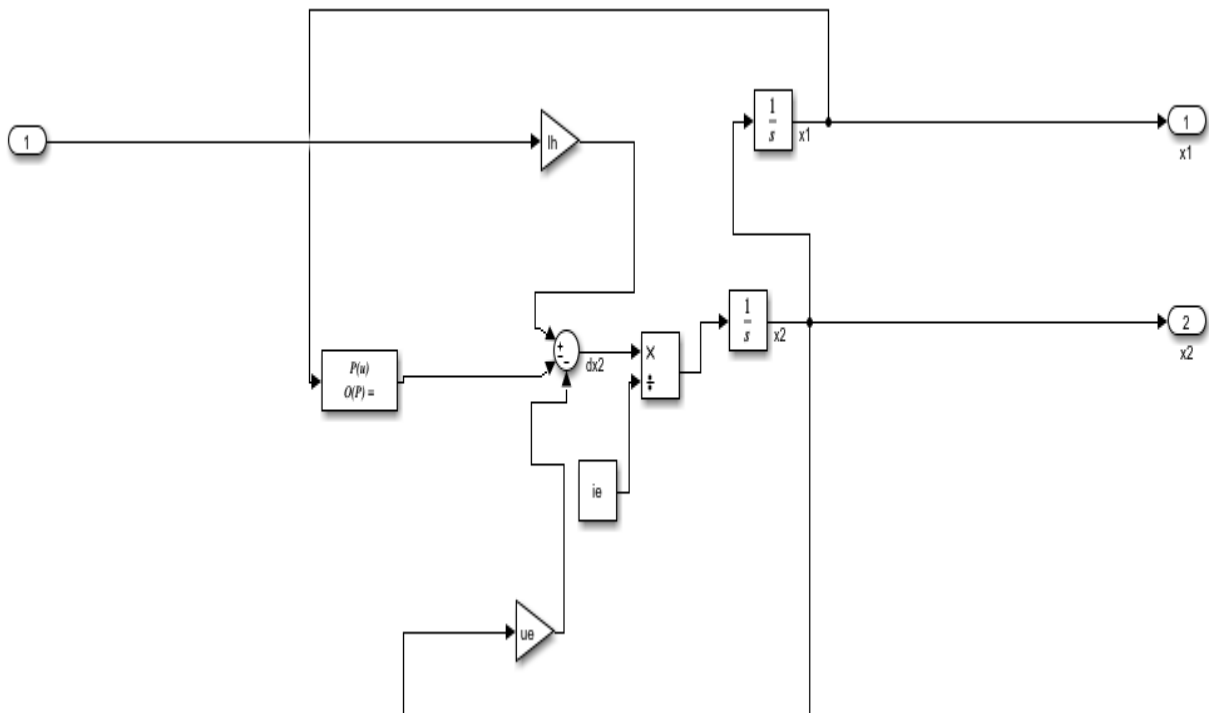 1
lh
1
s
x1
1
x1
1
s
x2
2
x2
+
-
-
dx2
×
÷
P(u)
O(P) =
ie
ue